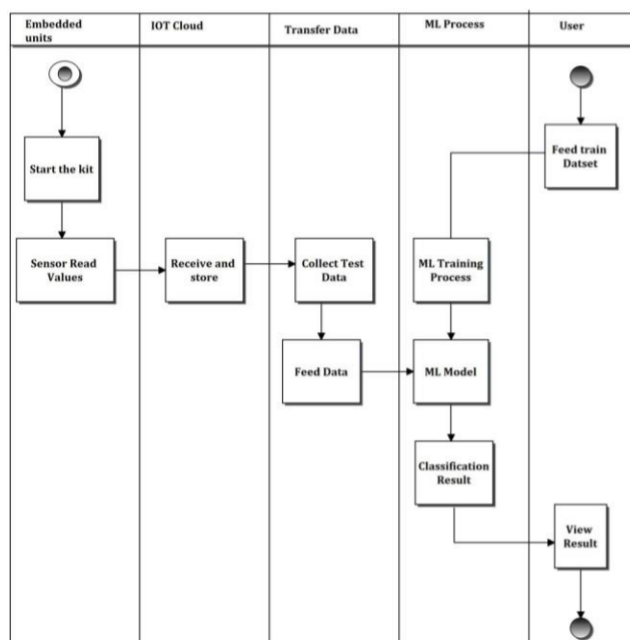 Embedded
units
IOT Cloud
Transfer Data
ML Process
User
Start the kit
Feed train
Datset
Sensor Read
Values
Receive and
store
Collect Test
Data
ML Training
Process
Feed Data
ML Model
Classification
Result
View
Result